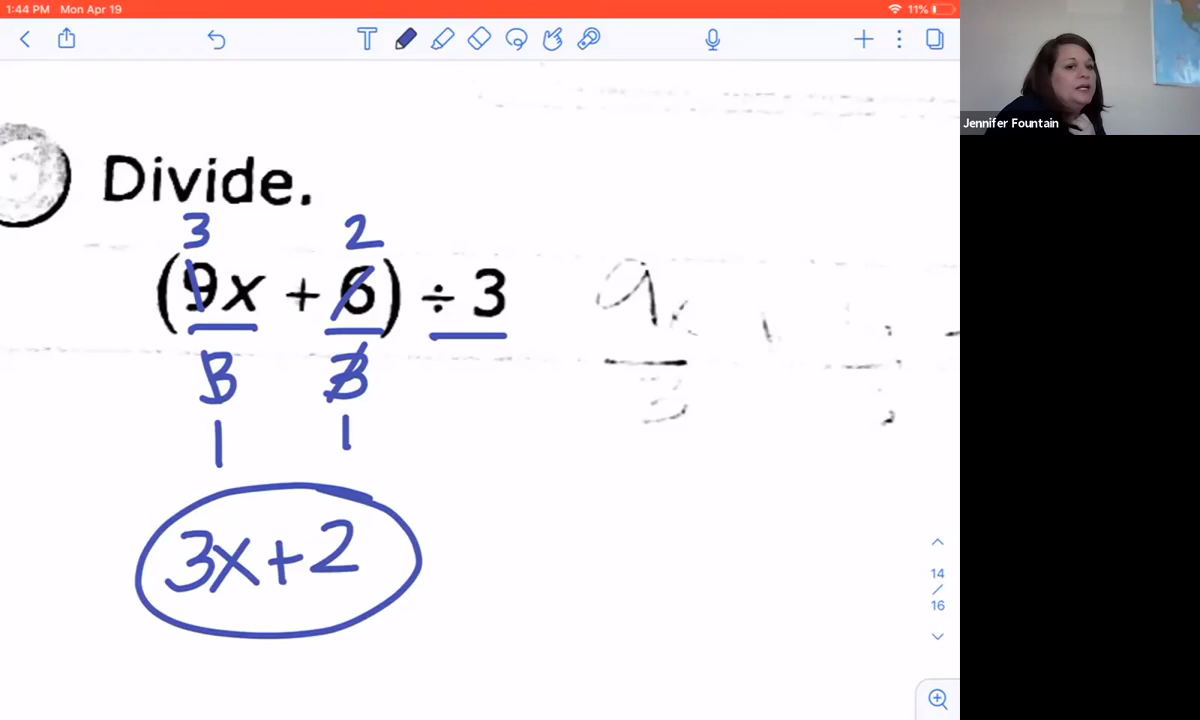 1:44 PM Mon Apr 19
11%
T
Jennifer Fountain
Divide.
3 2
(9x + 6) ÷ 3
3 3
1 1
3x+2
14
/
16